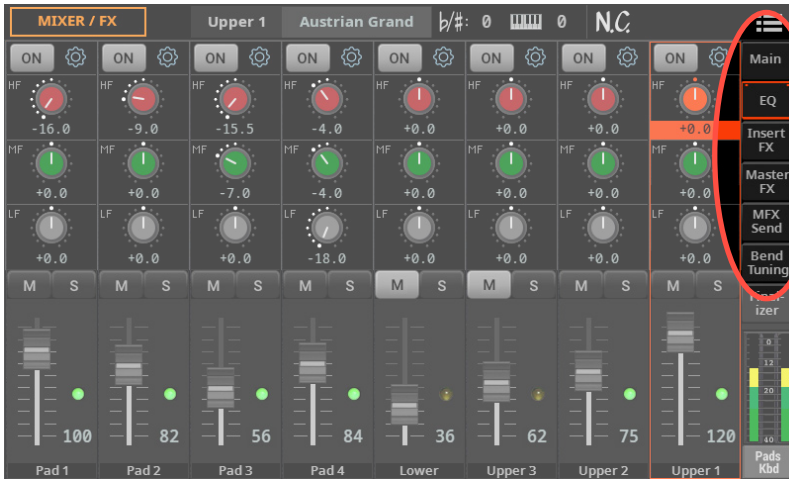 MIXER / FX Upper 1 Austrian Grand ♭/♯: 0 0 N.C.
ON ON ON ON ON ON ON ON Main
HF HF HF HF HF HF HF HF
EQ
-16.0 -9.0 -15.5 -4.0 +0.0 +0.0 +0.0 +0.0
Insert
FX
MF MF MF MF MF MF MF MF
Master
FX
+0.0 +0.0 -7.0 -4.0 +0.0 +0.0 +0.0 +0.0
LF LF LF LF LF LF LF LF
MFX
Send
+0.0 +0.0 +0.0 -18.0 +0.0 +0.0 +0.0 +0.0
Bend
Tuning
M S M S M S M S M S M S M S M S
izer
0
12
20
40
100 82 56 84 36 62 75 120
Pads
Kbd
Pad 1 Pad 2 Pad 3 Pad 4 Lower Upper 3 Upper 2 Upper 1